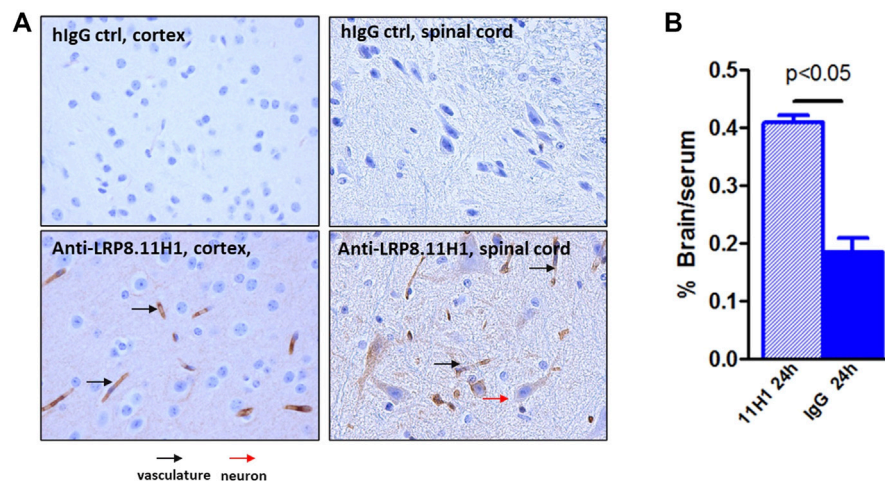 A
hIgG ctrl, cortex
hIgG ctrl, spinal cord
Anti-LRP8.11H1, cortex,
Anti-LRP8.11H1, spinal cord
vasculature
neuron
B
p<0.05
0.5
0.4
0.3
0.2
0.1
0.0
% Brain/serum
11H1 24h
IgG 24h